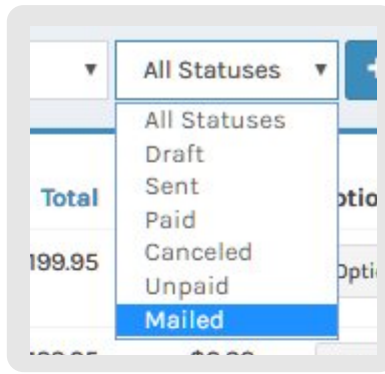 All Statuses
All Statuses
Draft
Sent
Total
Paid
Canceled
199.95
Unpaid
Mailed